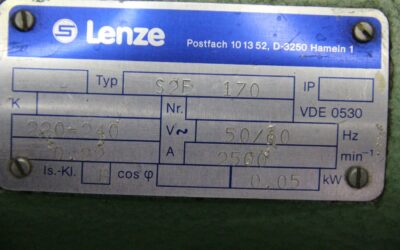 Lenze
Postfach 10 13 52, D-3250 Hameln 1
Typ S2F 170 IP
K Nr. VDE 0530
220-240 V~ 50/60 Hz
A 2500 min⁻¹
Is.-Kl. cos φ 0.05 kW